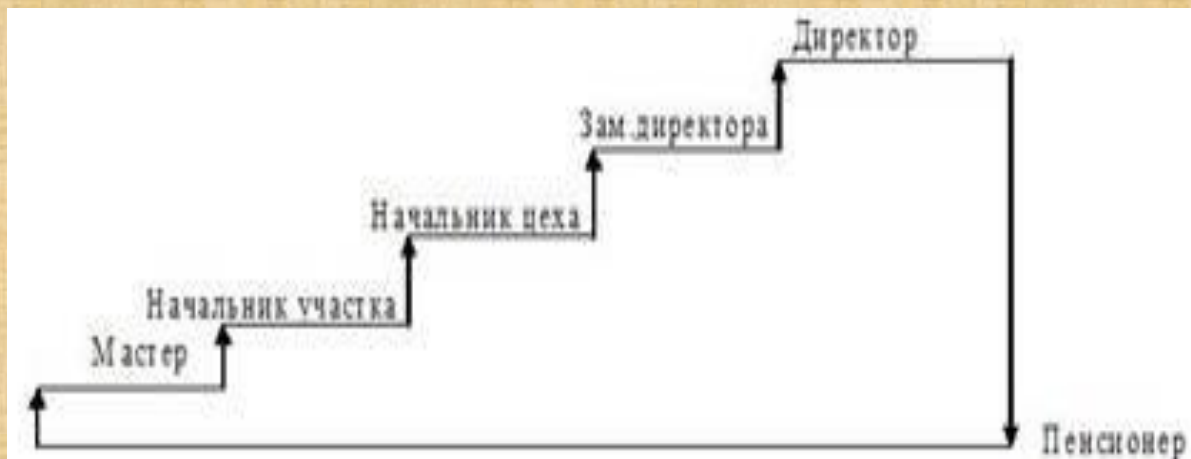 Директор
Зам.директора
Начальник цеха
Начальник участка
Мастер
Пенсионер